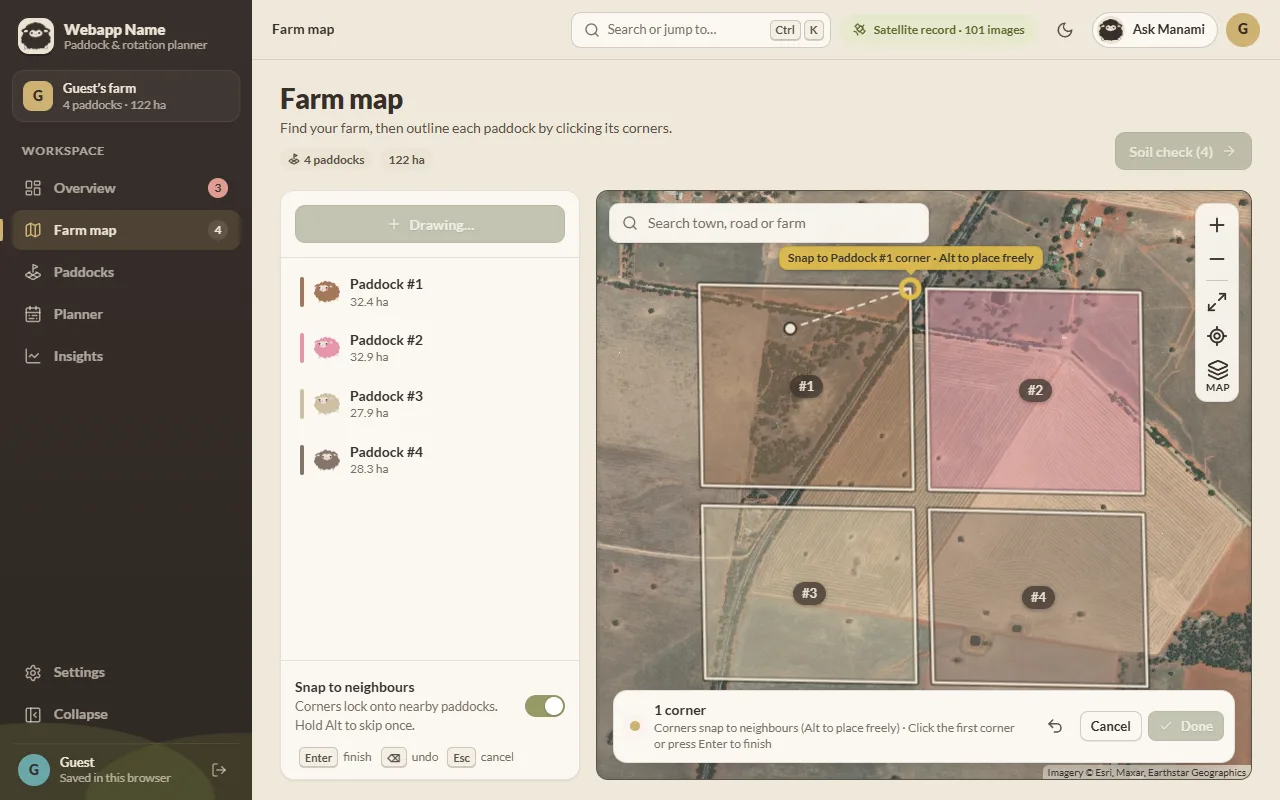 Webapp Name
Paddock & rotation planner
G
Guest's farm
4 paddocks · 122 ha
WORKSPACE
Overview
3
Farm map
4
Paddocks
Planner
Insights
Settings
Collapse
G
Guest
Saved in this browser
Farm map
Search or jump to...
Ctrl
K
Satellite record · 101 images
Ask Manami
G
Farm map
Find your farm, then outline each paddock by clicking its corners.
4 paddocks
122 ha
Soil check (4)
Drawing...
Paddock #1
32.4 ha
Paddock #2
32.9 ha
Paddock #3
27.9 ha
Paddock #4
28.3 ha
Snap to neighbours
Corners lock onto nearby paddocks.
Hold Alt to skip once.
Enter finish
undo
Esc cancel
Search town, road or farm
Snap to Paddock #1 corner · Alt to place freely
MAP
#1
#2
#3
#4
1 corner
Corners snap to neighbours (Alt to place freely) · Click the first corner
or press Enter to finish
Cancel
Done
Imagery © Esri, Maxar, Earthstar Geographics